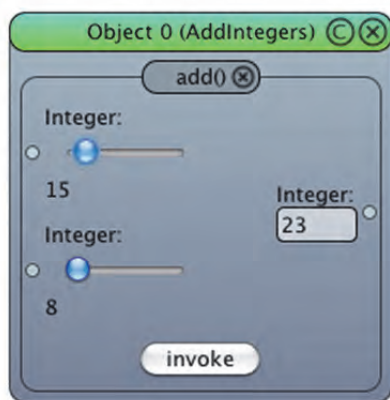 Object 0 (AddIntegers) C
add()
Integer:
15
Integer:
8
Integer:
23
invoke